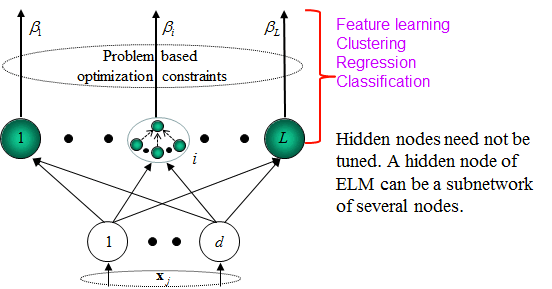 β1 βi βL
Feature learning
Clustering
Regression
Classification
Problem based
optimization constraints
1 i L
Hidden nodes need not be
tuned. A hidden node of
ELM can be a subnetwork
of several nodes.
1 d
xj